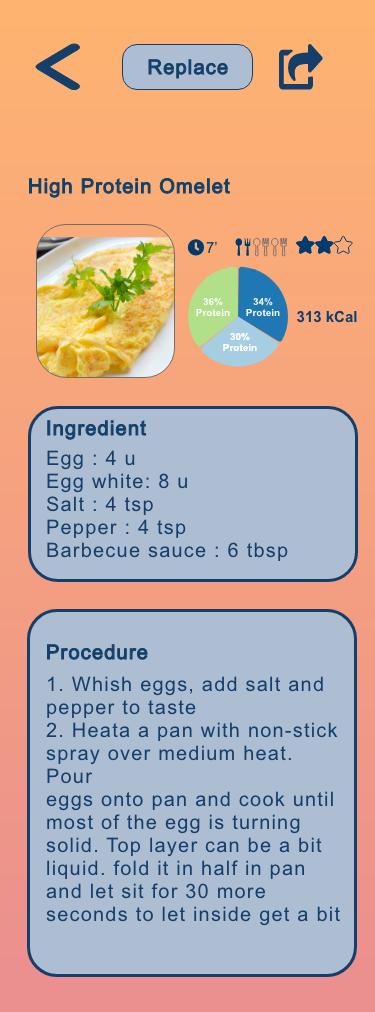 Replace
High Protein Omelet
7'
36%
Protein
34%
Protein
30%
Protein
313 kCal
Ingredient
Egg : 4 u
Egg white: 8 u
Salt : 4 tsp
Pepper : 4 tsp
Barbecue sauce : 6 tbsp
Procedure
1. Whish eggs, add salt and
pepper to taste
2. Heata a pan with non-stick
spray over medium heat.
Pour
eggs onto pan and cook until
most of the egg is turning
solid. Top layer can be a bit
liquid. fold it in half in pan
and let sit for 30 more
seconds to let inside get a bit